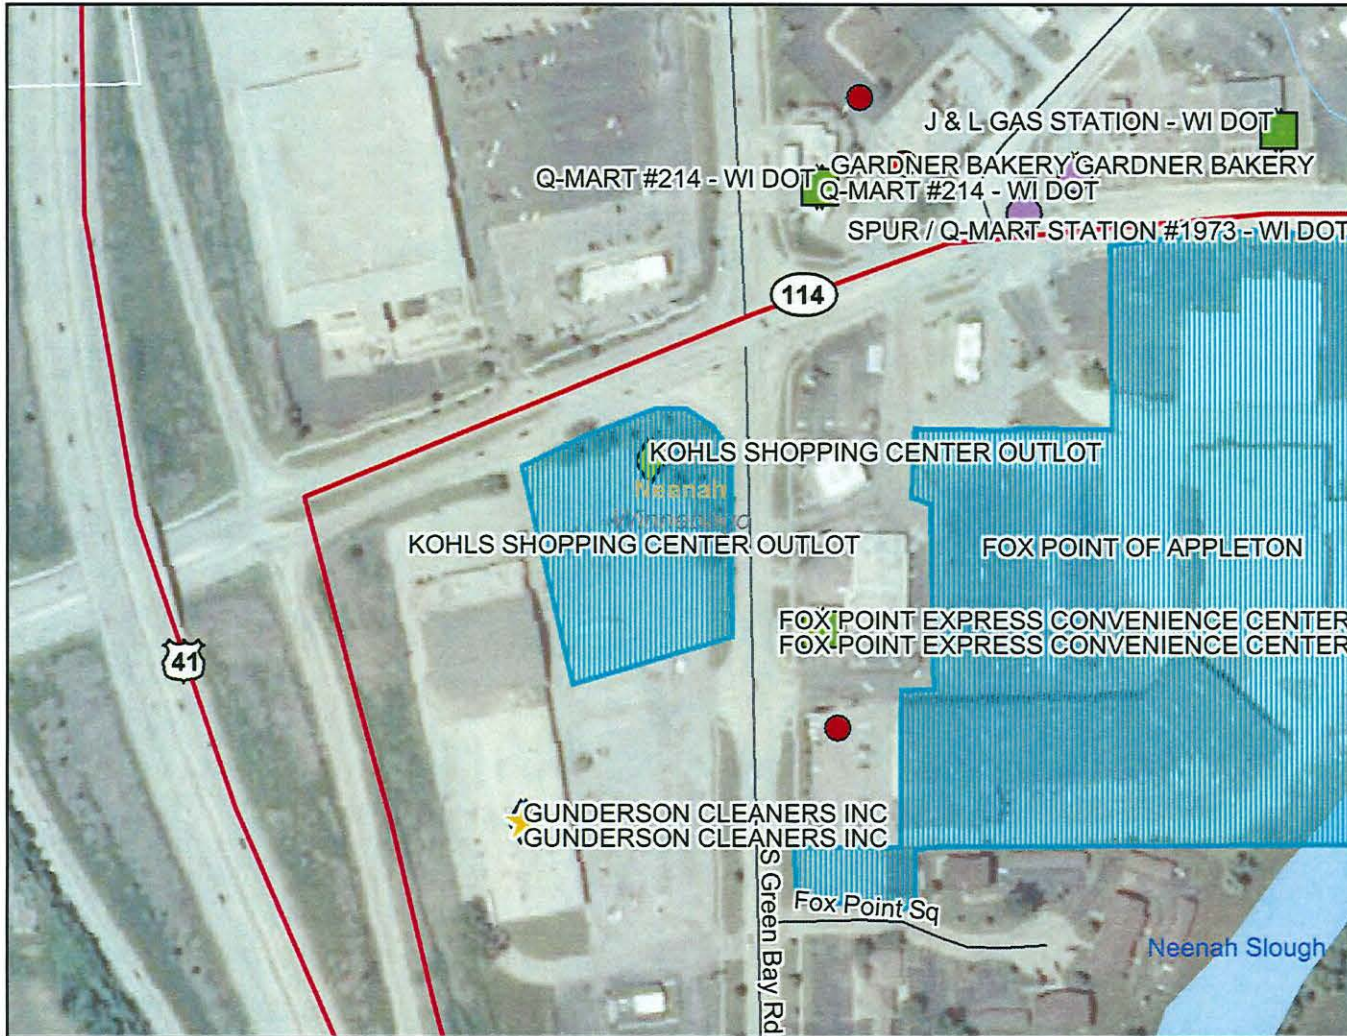 J & L GAS STATION - WI DOT
GARDNER BAKERY GARDNER BAKERY
Q-MART #214 - WI DOT
Q-MART #214 - WI DOT
SPUR / Q-MART STATION #1973 - WI DOT
114
KOHLS SHOPPING CENTER OUTLOT
Neenah
Winnebago
KOHLS SHOPPING CENTER OUTLOT
FOX POINT OF APPLETON
FOX POINT EXPRESS CONVENIENCE CENTER
FOX POINT EXPRESS CONVENIENCE CENTER
41
GUNDERSON CLEANERS INC
GUNDERSON CLEANERS INC
S Green Bay Rd
Fox Point Sq
Neenah Slough